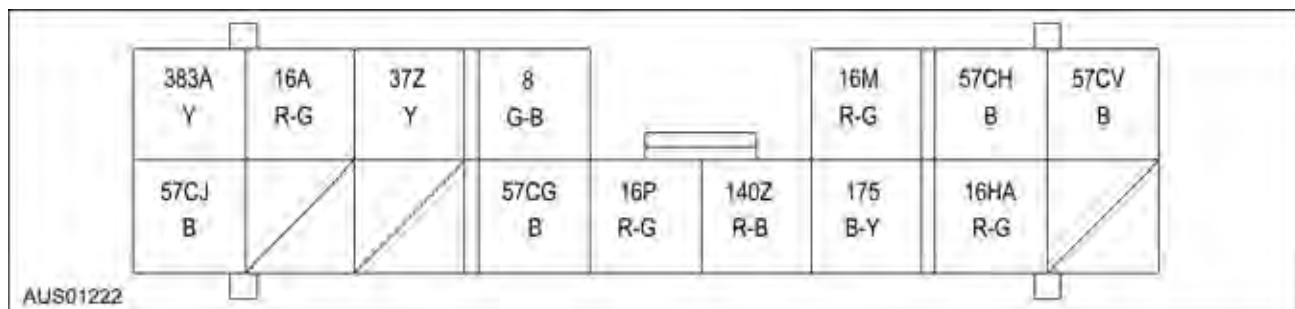 383A 16A 37Z 8 16M 57CH 57CV
Y R-G Y G-B R-G B B
57CJ 57CG 16P 140Z 175 16HA
B B R-G R-B B-Y R-G
AUS01222